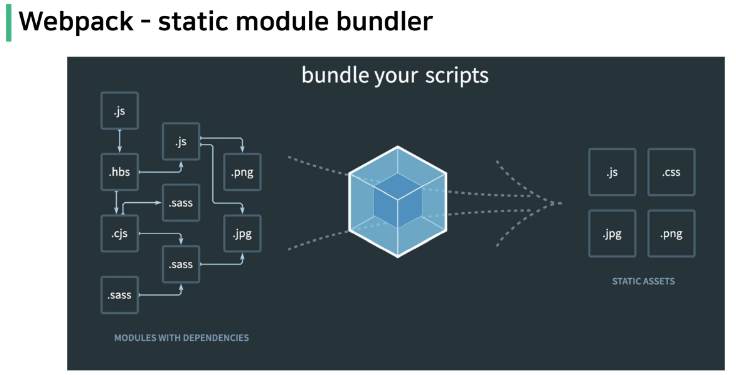 Webpack - static module bundler
bundle your scripts
.js
.js
.hbs
.png
.sass
.cjs
.jpg
.sass
.sass
MODULES WITH DEPENDENCIES
.js
.css
.jpg
.png
STATIC ASSETS